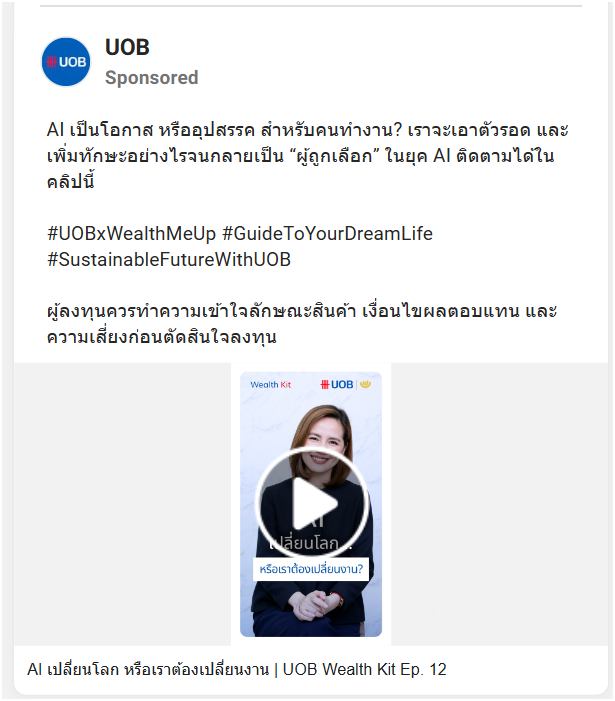 UOB
UOB
Sponsored
AI เป็นโอกาส หรืออุปสรรค สำหรับคนทำงาน? เราจะเอาตัวรอด และ
เพิ่มทักษะอย่างไรจนกลายเป็น “ผู้ถูกเลือก” ในยุค AI ติดตามได้ใน
คลิปนี้
#UOBxWealthMeUp #GuideToYourDreamLife
#SustainableFutureWithUOB
ผู้ลงทุนควรทำความเข้าใจลักษณะสินค้า เงื่อนไขผลตอบแทน และ
ความเสี่ยงก่อนตัดสินใจลงทุน
Wealth Kit UOB
AI
เปลี่ยนโลก...
หรือเราต้องเปลี่ยนงาน?
AI เปลี่ยนโลก หรือเราต้องเปลี่ยนงาน | UOB Wealth Kit Ep. 12